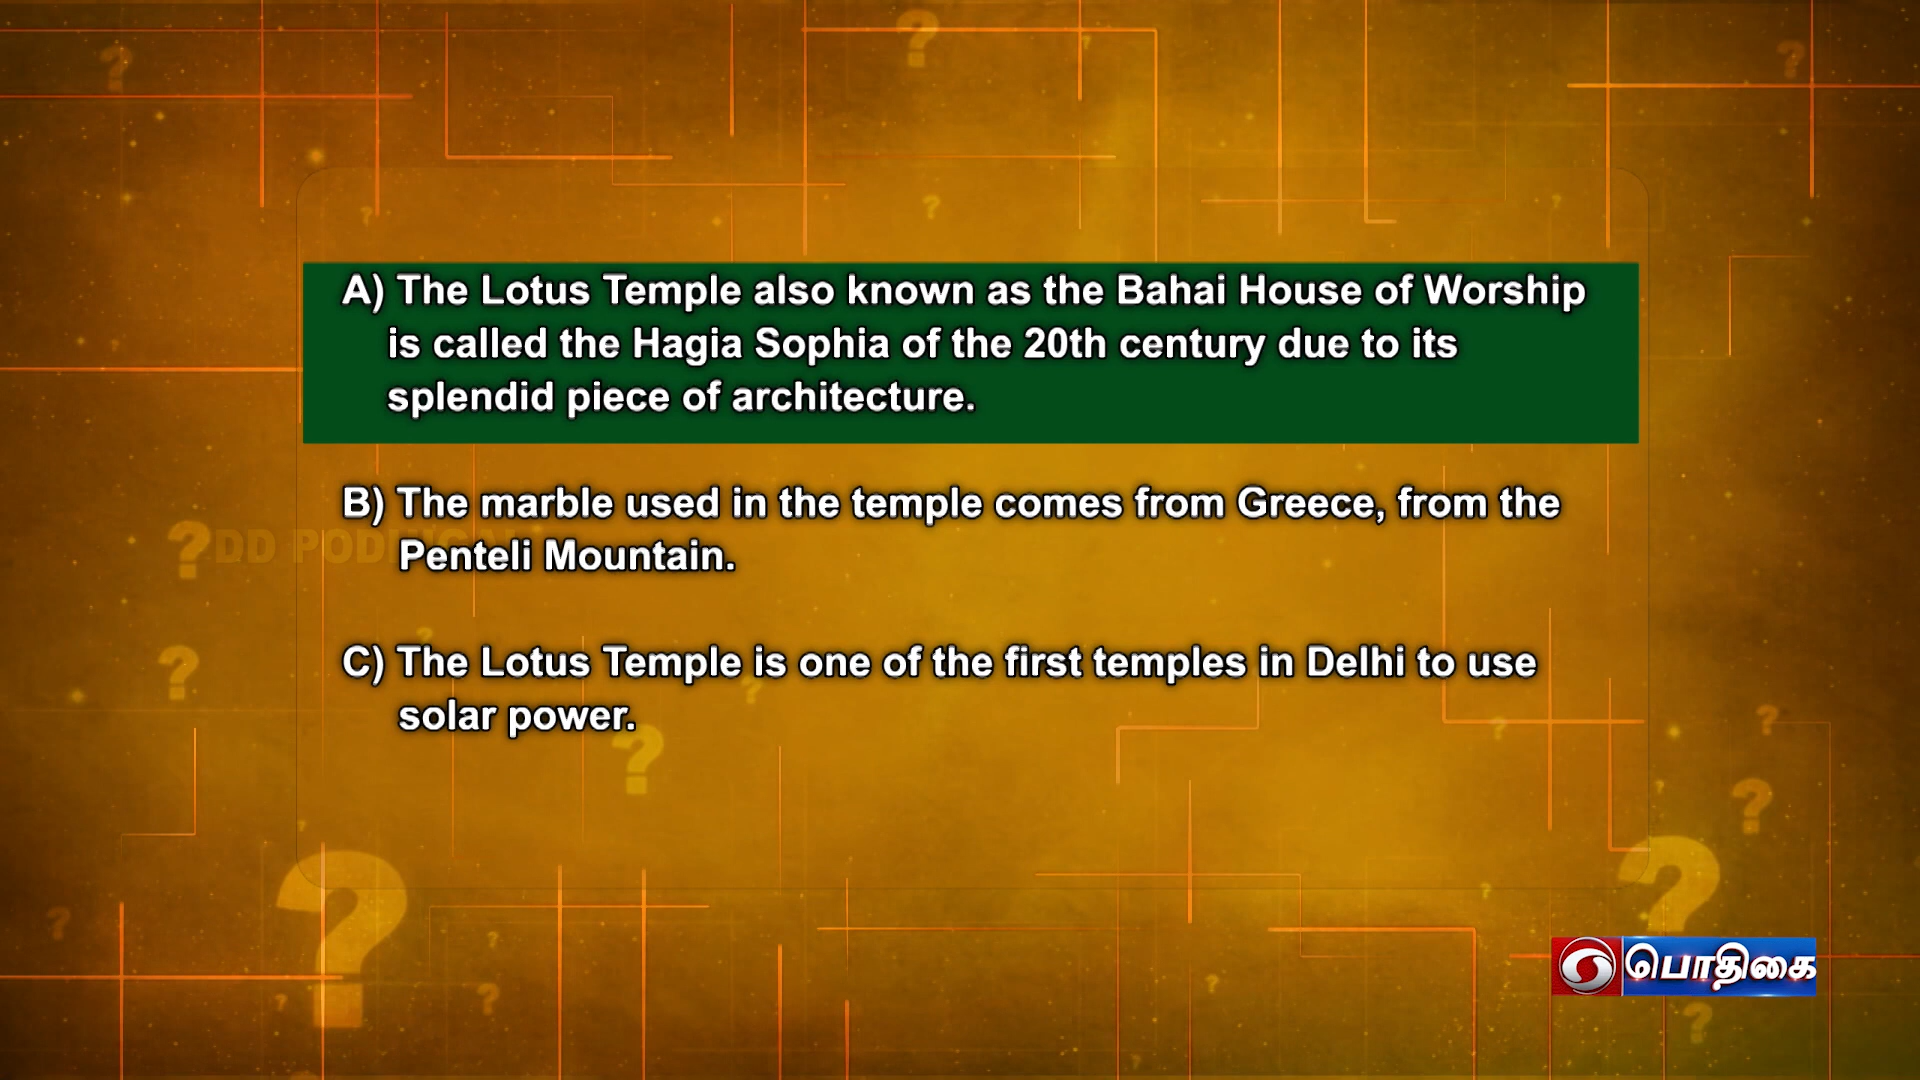 A) The Lotus Temple also known as the Bahai House of Worship
is called the Hagia Sophia of the 20th century due to its
splendid piece of architecture.
B) The marble used in the temple comes from Greece, from the
Penteli Mountain.
C) The Lotus Temple is one of the first temples in Delhi to use
solar power.
DD
பொதிகை